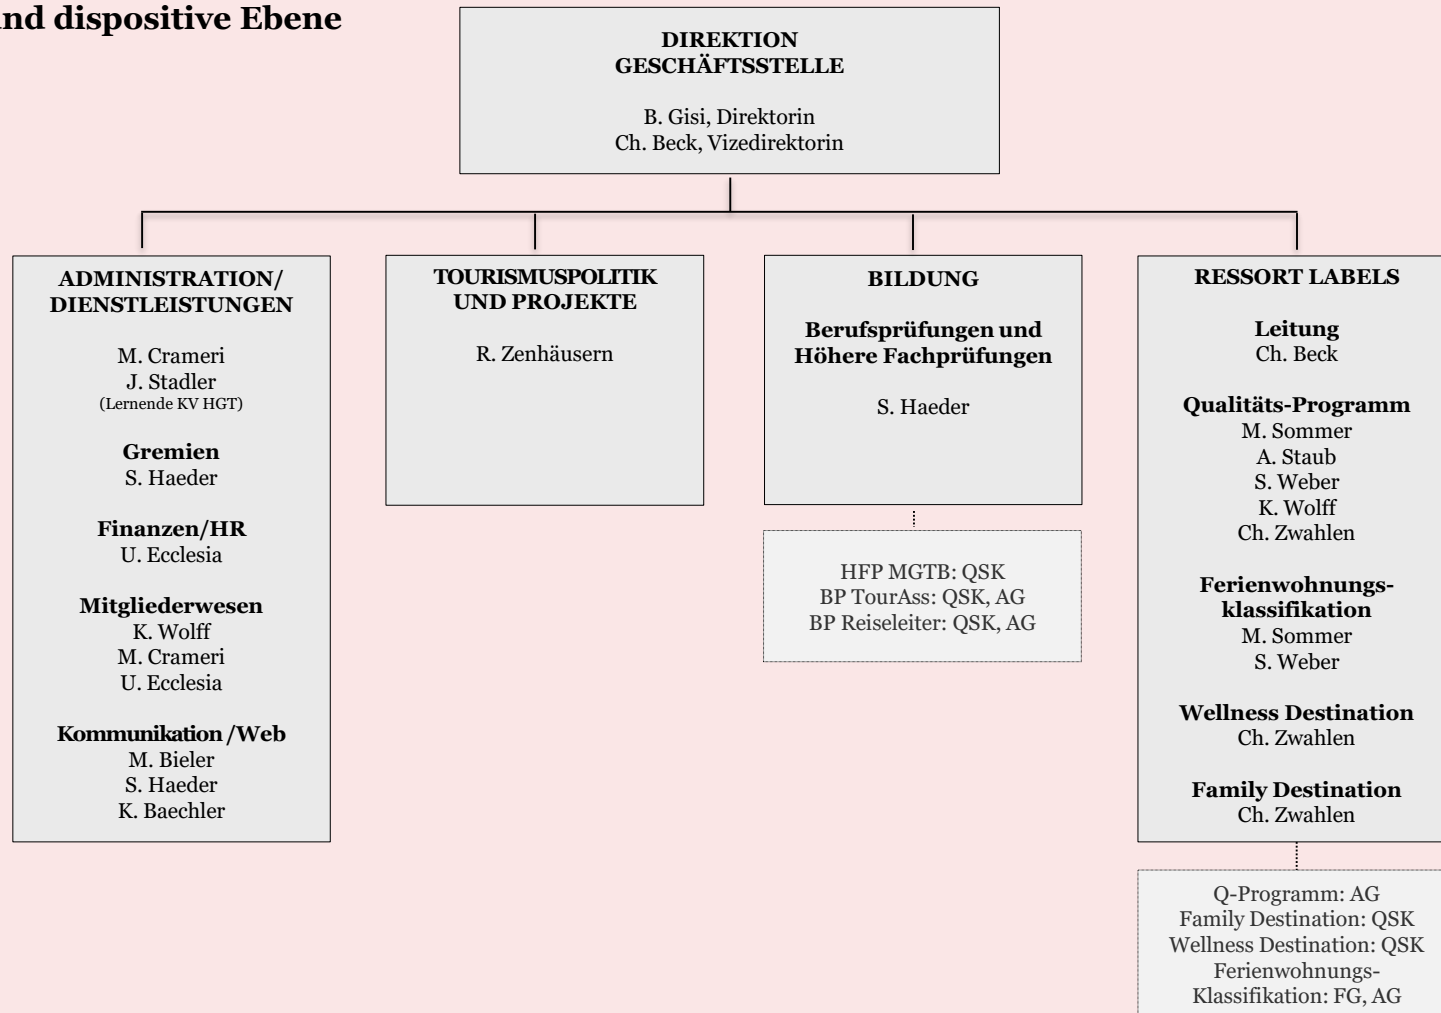 und dispositive Ebene
DIREKTION
GESCHÄFTSSTELLE
B. Gisi, Direktorin
Ch. Beck, Vizedirektorin
ADMINISTRATION/
DIENSTLEISTUNGEN
M. Crameri
J. Stadler
(Lernende KV HGT)
Gremien
S. Haeder
Finanzen/HR
U. Ecclesia
Mitgliederwesen
K. Wolff
M. Crameri
U. Ecclesia
Kommunikation/Web
M. Bieler
S. Haeder
K. Baechler
TOURISMUSPOLITIK
UND PROJEKTE
R. Zenhäusern
BILDUNG
Berufsprüfungen und
Höhere Fachprüfungen
S. Haeder
HFP MGTB: QSK
BP TourAss: QSK, AG
BP Reiseleiter: QSK, AG
RESSORT LABELS
Leitung
Ch. Beck
Qualitäts-Programm
M. Sommer
A. Staub
S. Weber
K. Wolff
Ch. Zwahlen
Ferienwohnungs-
klassifikation
M. Sommer
S. Weber
Wellness Destination
Ch. Zwahlen
Family Destination
Ch. Zwahlen
Q-Programm: AG
Family Destination: QSK
Wellness Destination: QSK
Ferienwohnungs-
Klassifikation: FG, AG